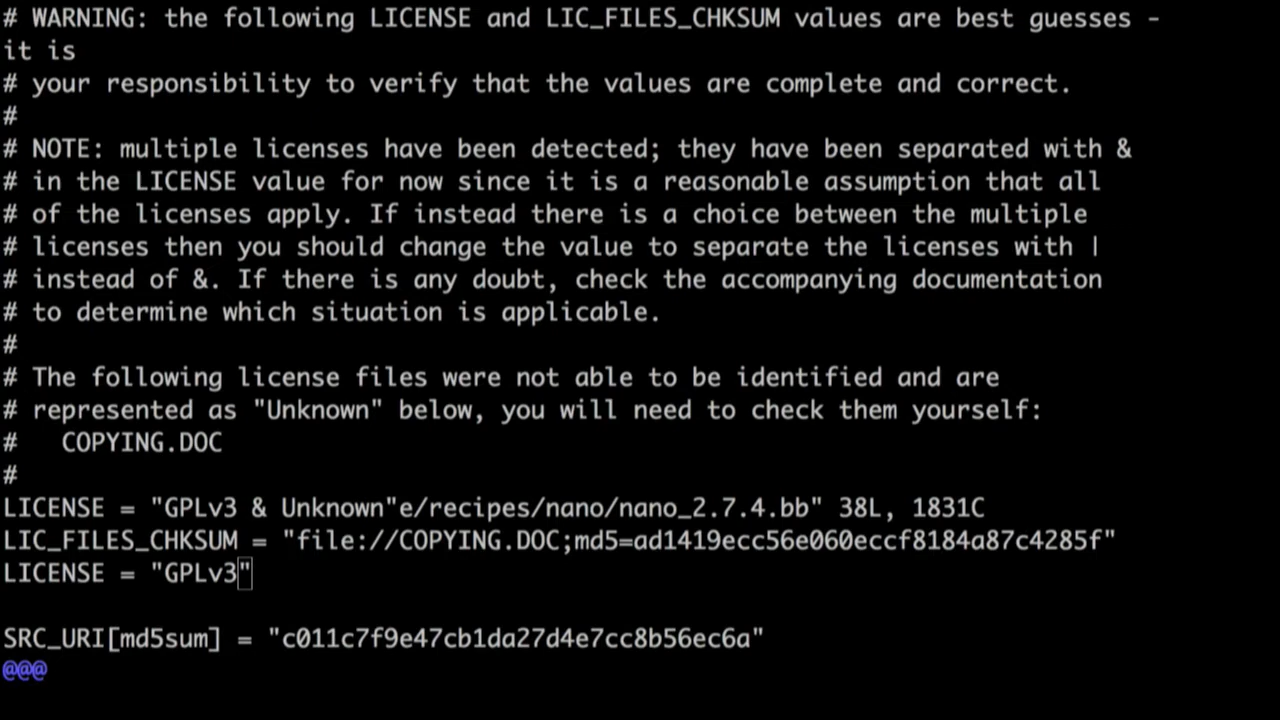 # WARNING: the following LICENSE and LIC_FILES_CHKSUM values are best guesses -
it is
# your responsibility to verify that the values are complete and correct.
#
# NOTE: multiple licenses have been detected; they have been separated with &
# in the LICENSE value for now since it is a reasonable assumption that all
# of the licenses apply. If instead there is a choice between the multiple
# licenses then you should change the value to separate the licenses with |
# instead of &. If there is any doubt, check the accompanying documentation
# to determine which situation is applicable.
#
# The following license files were not able to be identified and are
# represented as "Unknown" below, you will need to check them yourself:
#   COPYING.DOC
#
LICENSE = "GPLv3 & Unknown"e/recipes/nano/nano_2.7.4.bb" 38L, 1831C
LIC_FILES_CHKSUM = "file://COPYING.DOC;md5=ad1419ecc56e060eccf8184a87c4285f"
LICENSE = "GPLv3"
SRC_URI[md5sum] = "c011c7f9e47cb1da27d4e7cc8b56ec6a"
@@@